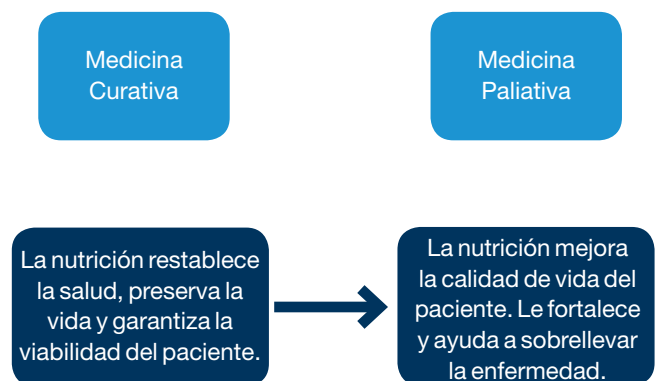 Medicina
Curativa
Medicina
Paliativa
La nutrición restablece
la salud, preserva la
vida y garantiza la
viabilidad del paciente.
La nutrición mejora
la calidad de vida del
paciente. Le fortalece
y ayuda a sobrellevar
la enfermedad.